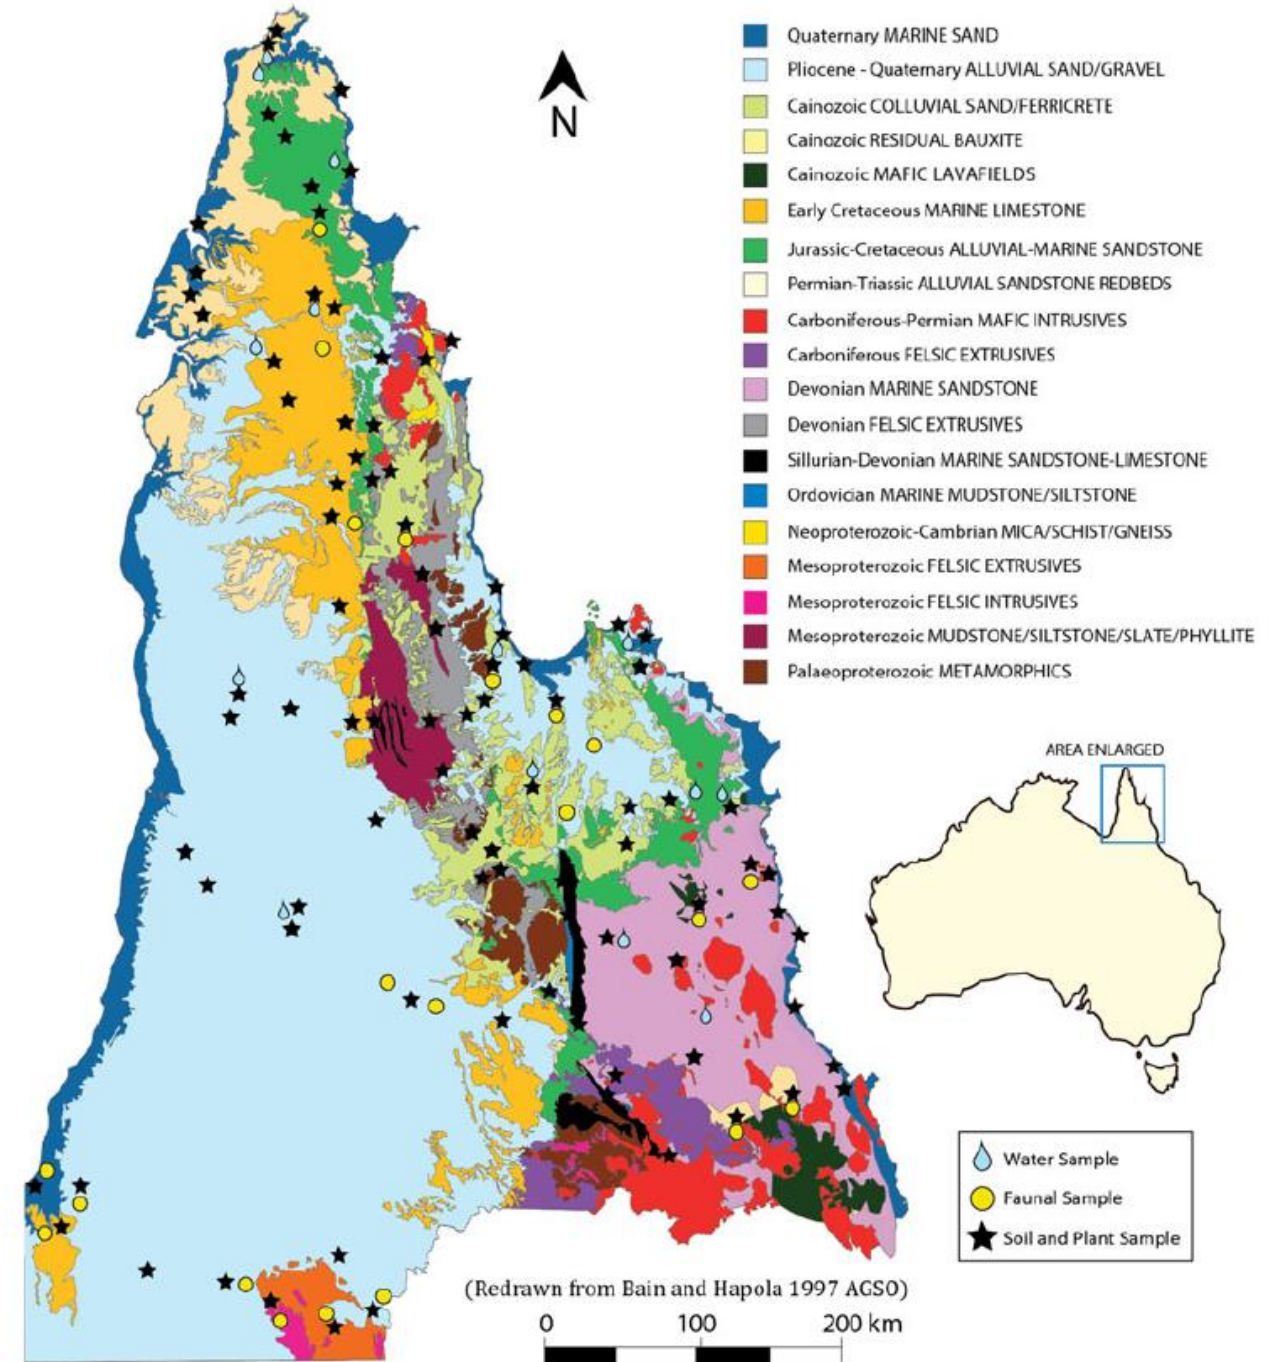 N
Quaternary MARINE SAND
Pliocene - Quaternary ALLUVIAL SAND/GRAVEL
Cainozoic COLLUVIAL SAND/FERRICRETE
Cainozoic RESIDUAL BAUXITE
Cainozoic MAFIC LAVAFIELDS
Early Cretaceous MARINE LIMESTONE
Jurassic-Cretaceous ALLUVIAL-MARINE SANDSTONE
Permian-Triassic ALLUVIAL SANDSTONE REDBEDS
Carboniferous-Permian MAFIC INTRUSIVES
Carboniferous FELSIC EXTRUSIVES
Devonian MARINE SANDSTONE
Devonian FELSIC EXTRUSIVES
Sillurian-Devonian MARINE SANDSTONE-LIMESTONE
Ordovician MARINE MUDSTONE/SILTSTONE
Neoproterozoic-Cambrian MICA/SCHIST/GNEISS
Mesoproterozoic FELSIC EXTRUSIVES
Mesoproterozoic FELSIC INTRUSIVES
Mesoproterozoic MUDSTONE/SILTSTONE/SLATE/PHYLLITE
Palaeoproterozoic METAMORPHICS
AREA ENLARGED
Water Sample
Faunal Sample
Soil and Plant Sample
(Redrawn from Bain and Hapola 1997 AGSO)
0 100 200 km